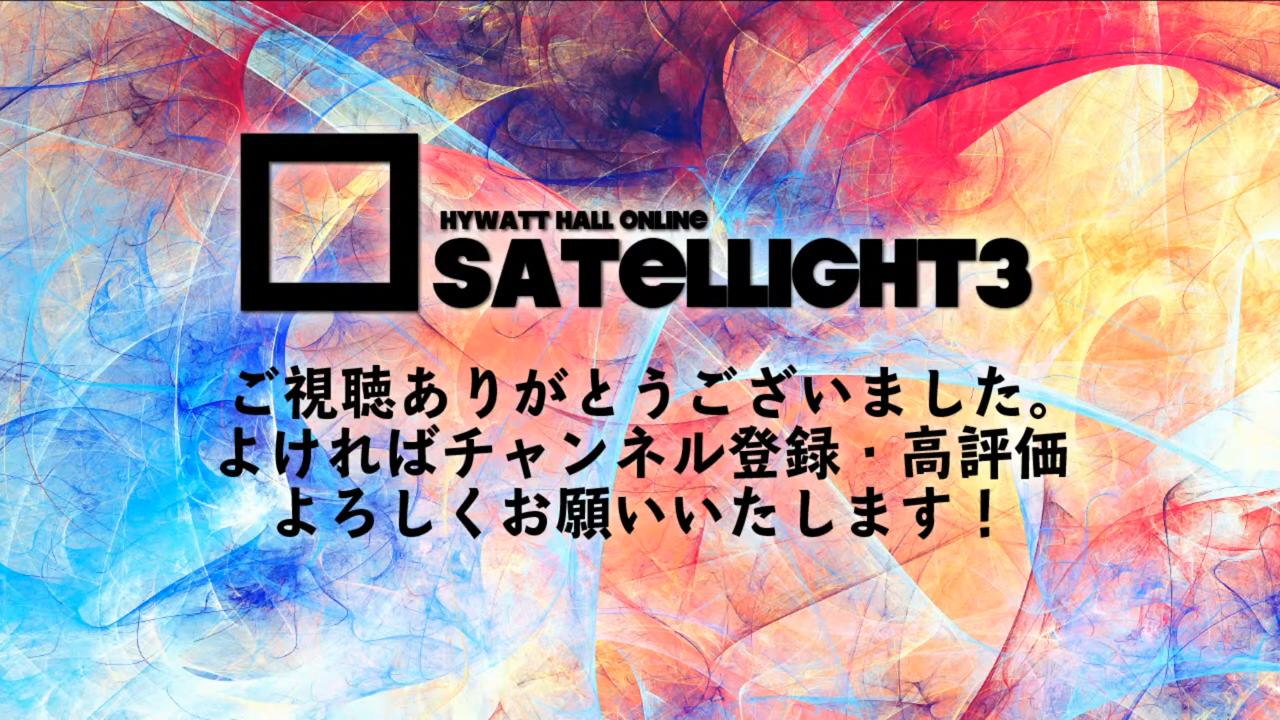 HYWATT HALL ONLINE
SATELLIGHT3
ご視聴ありがとうございました。
よければチャンネル登録・高評価
よろしくお願いいたします！